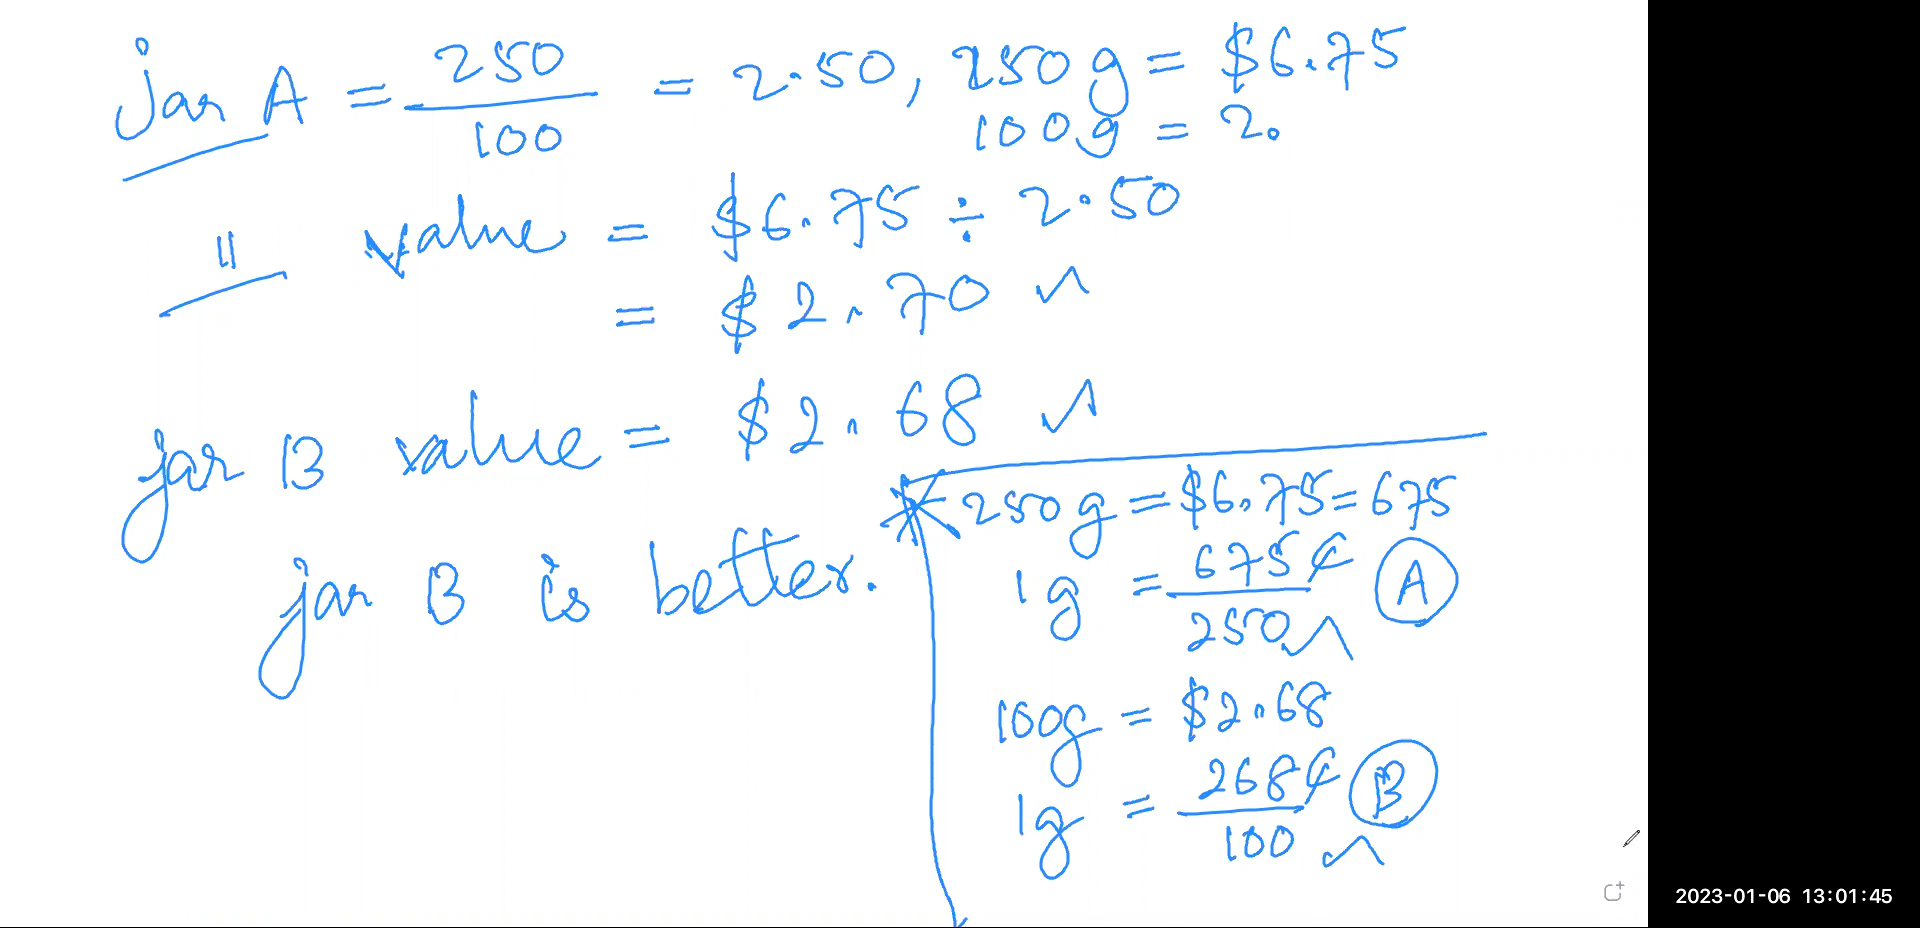 jar A = 250/100 = 2.50, 250g = $6.75
100g = 2.
" value = $6.75 ÷ 2.50
= $2.70
jar B value = $2.68
jar B is better.
* 250g = $6.75 = 675
1g = 675¢/250 A
100g = $2.68
1g = 268¢/100 B
2023-01-06 13:01:45